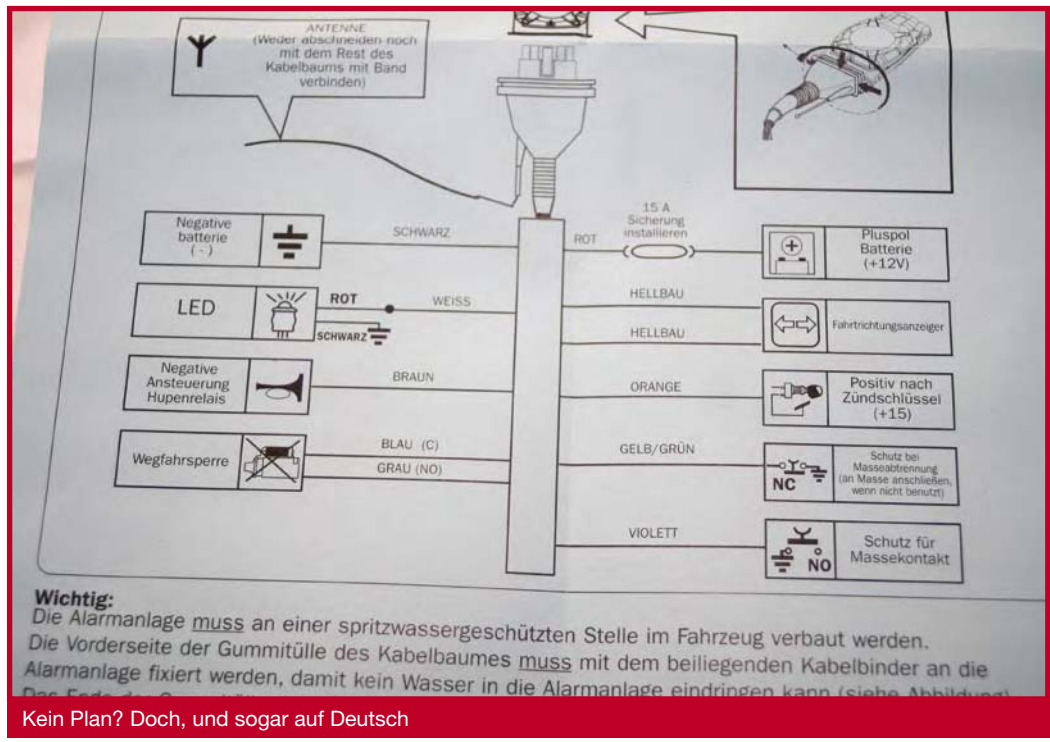 ANTENNE
(Weder abschneiden noch
mit dem Rest des
Kabelbaums mit Band
verbinden)
15 A
Sicherung
installieren
Negative
batterie
( - )
SCHWARZ
ROT
Pluspol
Batterie
(+12V)
LED
ROT
WEISS
SCHWARZ
HELLBAU
HELLBAU
Fahrtrichtungsanzeiger
Negative
Ansteuerung
Hupenrelais
BRAUN
ORANGE
Positiv nach
Zündschlüssel
(+15)
Wegfahrsperre
BLAU (C)
GRAU (NO)
GELB/GRÜN
NC
Schutz bei
Masseabtrennung
(an Masse anschließen,
wenn nicht benutzt)
VIOLETT
NO
Schutz für
Massekontakt
Wichtig:
Die Alarmanlage muss an einer spritzwassergeschützten Stelle im Fahrzeug verbaut werden.
Die Vorderseite der Gummitülle des Kabelbaumes muss mit dem beiliegenden Kabelbinder an die
Alarmanlage fixiert werden, damit kein Wasser in die Alarmanlage eindringen kann (siehe Abbildung)
Das Ende der
Kein Plan? Doch, und sogar auf Deutsch